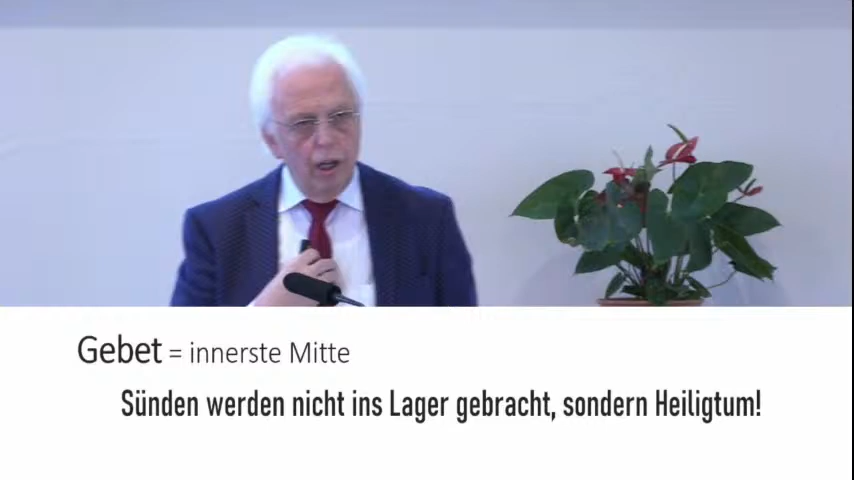 Gebet = innerste Mitte
Sünden werden nicht ins Lager gebracht, sondern Heiligtum!